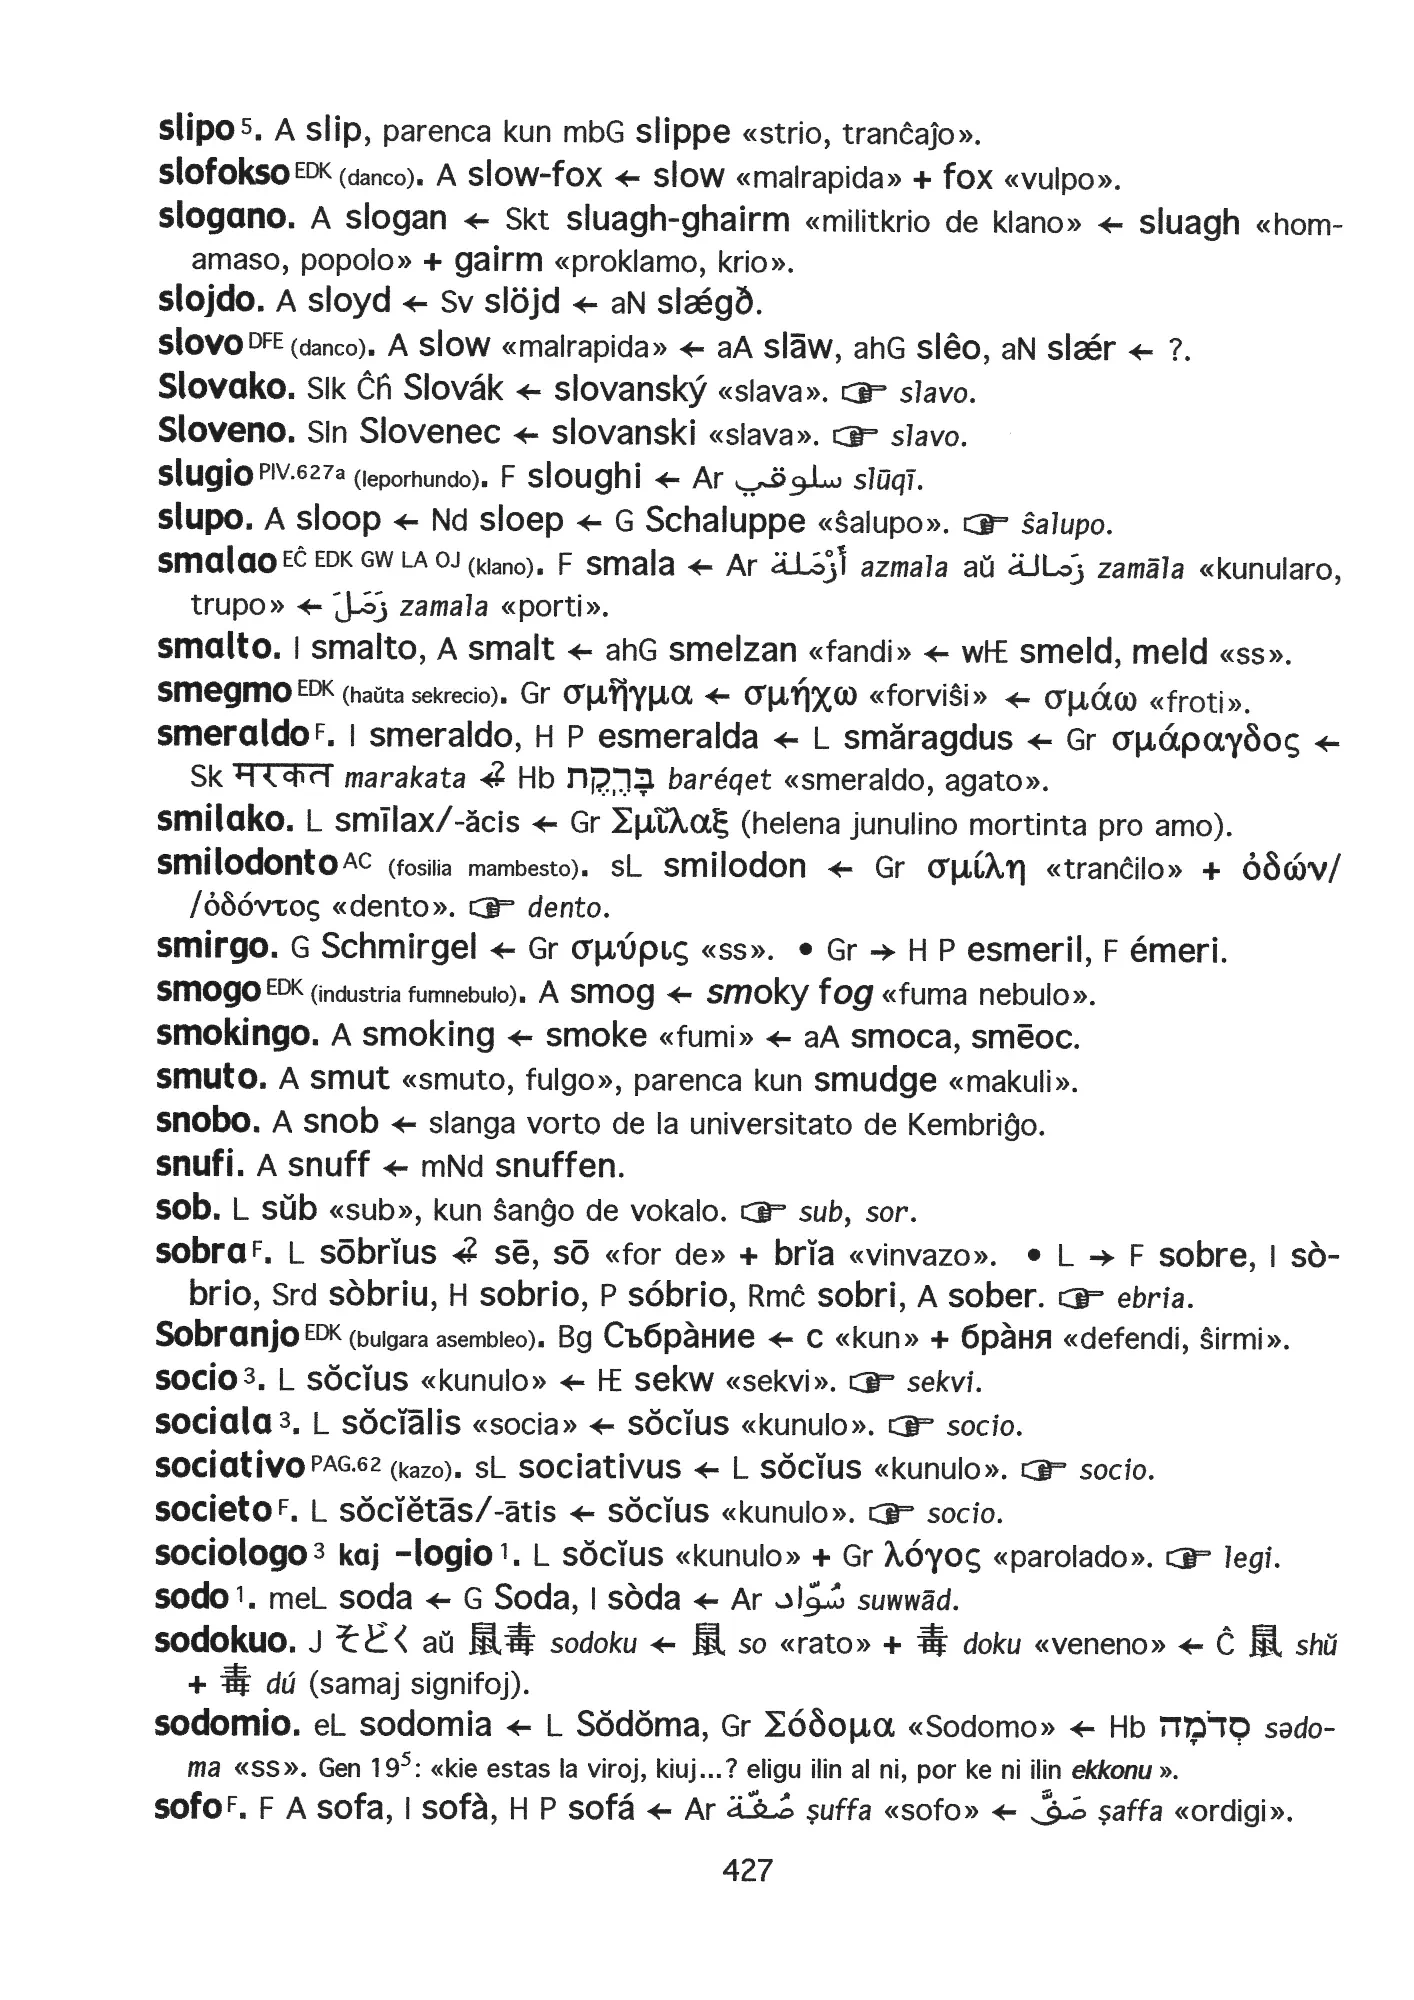 slipo 5. A slip, parenca kun mbG slippe «strio, tranĉaĵo».
slofokso EDK (danco). A slow-fox ← slow «malrapida» + fox «vulpo».
slogano. A slogan ← Skt sluagh-ghairm «militkrio de klano» ← sluagh «hom-
amaso, popolo» + gairm «proklamo, krio».
slojdo. A sloyd ← Sv slöjd ← aN slǽgð.
slovo DFE (danco). A slow «malrapida» ← aA slāw, ahG slêo, aN slǽr ← ?.
Slovako. Slk Ĉĥ Slovák ← slovanský «slava». ☞ slavo.
Sloveno. Sln Slovenec ← slovanski «slava». ☞ slavo.
slugio PIV.627a (leporhundo). F sloughi ← Ar سلوقي slūqī.
slupo. A sloop ← Nd sloep ← G Schaluppe «ŝalupo». ☞ ŝalupo.
smalao EĈ EDK GW LA OJ (klano). F smala ← Ar أَزْمَلة azmala aŭ زمَالة zamāla «kunularo,
trupo» ← زَمَلَ zamala «porti».
smalto. I smalto, A smalt ← ahG smelzan «fandi» ← wĦE smeld, meld «ss».
smegmo EDK (haŭta sekrecio). Gr σμῆγμα ← σμήχω «forviŝi» ← σμάω «froti».
smeraldo F. I smeraldo, H P esmeralda ← L smăragdus ← Gr σμάραγδος ←
Sk मरकत marakata ↚? Hb בָּרֶקֶת baréqet «smeraldo, agato».
smilako. L smīlax/-ăcis ← Gr Σμῖλαξ (helena junulino mortinta pro amo).
smilodonto AC (fosilia mambesto). sL smilodon ← Gr σμίλη «tranĉilo» + ὀδών/
/ὀδόντος «dento». ☞ dento.
smirgo. G Schmirgel ← Gr σμύρις «ss». • Gr → H P esmeril, F émeri.
smogo EDK (industria fumnebulo). A smog ← smoky fog «fuma nebulo».
smokingo. A smoking ← smoke «fumi» ← aA smoca, smēoc.
smuto. A smut «smuto, fulgo», parenca kun smudge «makuli».
snobo. A snob ← slanga vorto de la universitato de Kembriĝo.
snufi. A snuff ← mNd snuffen.
sob. L sŭb «sub», kun ŝanĝo de vokalo. ☞ sub, sor.
sobra F. L sōbrĭus ↚? sē, sō «for de» + brĭa «vinvazo». • L → F sobre, I sò-
brio, Srd sòbriu, H sobrio, P sóbrio, Rmĉ sobri, A sober. ☞ ebria.
Sobranjo EDK (bulgara asembleo). Bg Събрàние ← с «kun» + брàня «defendi, ŝirmi».
socio 3. L sŏcĭus «kunulo» ← ĦE sekw «sekvi». ☞ sekvi.
sociala 3. L sŏcĭālis «socia» ← sŏcĭus «kunulo». ☞ socio.
sociativo PAG.62 (kazo). sL sociativus ← L sŏcĭus «kunulo». ☞ socio.
societo F. L sŏcĭĕtās/-ātis ← sŏcĭus «kunulo». ☞ socio.
sociologo 3 kaj -logio 1. L sŏcĭus «kunulo» + Gr λόγος «parolado». ☞ legi.
sodo 1. meL soda ← G Soda, I sòda ← Ar سُوّاد suwwād.
sodokuo. J そどく aŭ 鼠毒 sodoku ← 鼠 so «rato» + 毒 doku «veneno» ← Ĉ 鼠 shŭ
+ 毒 dú (samaj signifoj).
sodomio. eL sodomia ← L Sŏdŏma, Gr Σόδομα «Sodomo» ← Hb סְדֹמָה sədo-
ma «ss». Gen 19⁵: «kie estas la viroj, kiuj...? eligu ilin al ni, por ke ni ilin ekkonu».
sofo F. F A sofa, I sofà, H P sofá ← Ar صُفّة ṣuffa «sofo» ← صَفَّ ṣaffa «ordigi».
427